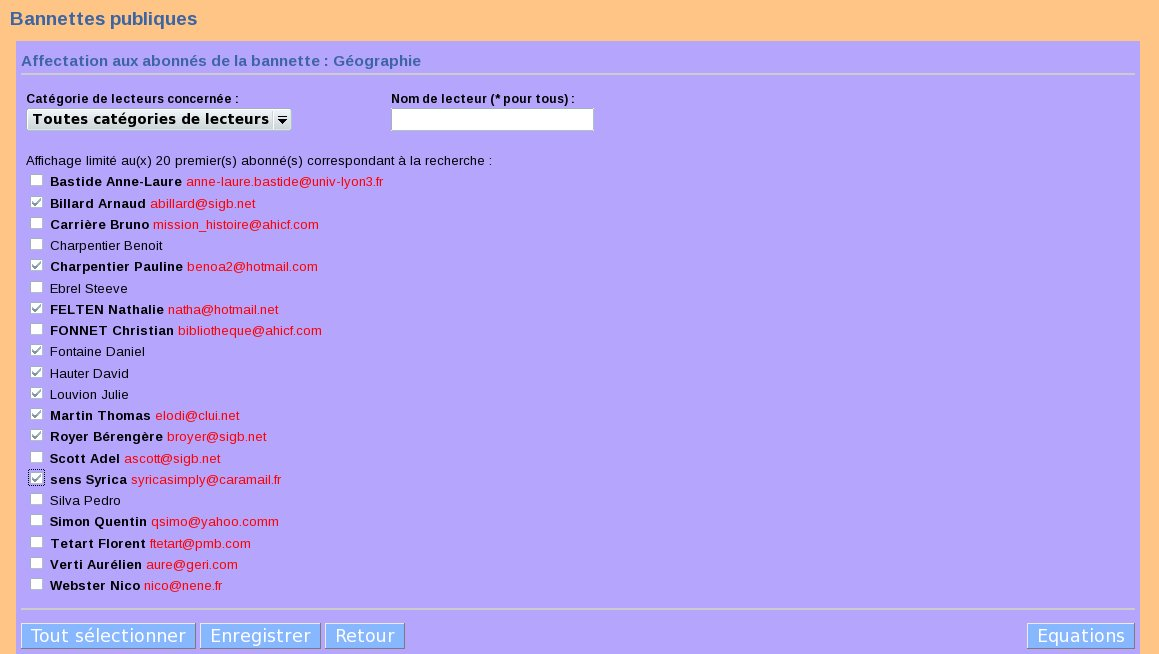 Bannettes publiques
Affectation aux abonnés de la bannette : Géographie
Catégorie de lecteurs concernée : Nom de lecteur (* pour tous) :
Toutes catégories de lecteurs
Affichage limité au(x) 20 premier(s) abonné(s) correspondant à la recherche :
Bastide Anne-Laure anne-laure.bastide@univ-lyon3.fr
Billard Arnaud abillard@sigb.net
Carrière Bruno mission_histoire@ahicf.com
Charpentier Benoit
Charpentier Pauline benoa2@hotmail.com
Ebrel Steeve
FELTEN Nathalie natha@hotmail.net
FONNET Christian bibliotheque@ahicf.com
Fontaine Daniel
Hauter David
Louvion Julie
Martin Thomas elodi@clui.net
Royer Bérengère broyer@sigb.net
Scott Adel ascott@sigb.net
sens Syrica syricasimply@caramail.fr
Silva Pedro
Simon Quentin qsimo@yahoo.comm
Tetart Florent ftetart@pmb.com
Verti Aurélien aure@geri.com
Webster Nico nico@nene.fr
Tout sélectionner Enregistrer Retour Equations